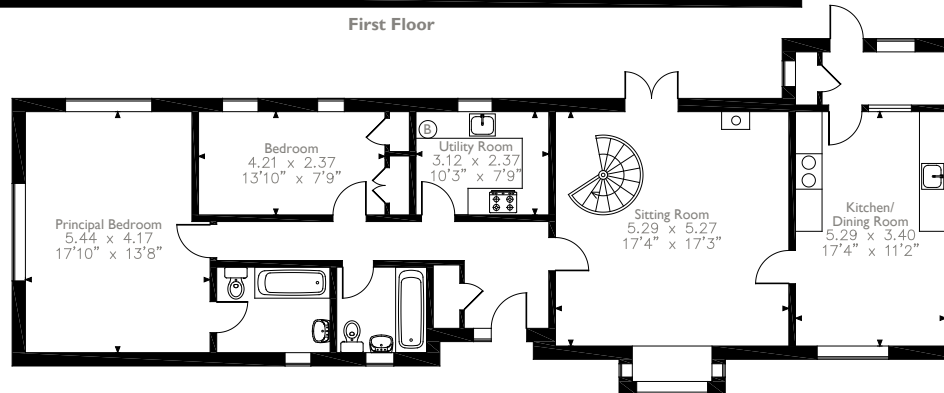 First Floor
Bedroom
4.21 x 2.37
13'10" x 7'9"
B
Utility Room
3.12 x 2.37
10'3" x 7'9"
Principal Bedroom
5.44 x 4.17
17'10" x 13'8"
Sitting Room
5.29 x 5.27
17'4" x 17'3"
Kitchen/
Dining Room
5.29 x 3.40
17'4" x 11'2"